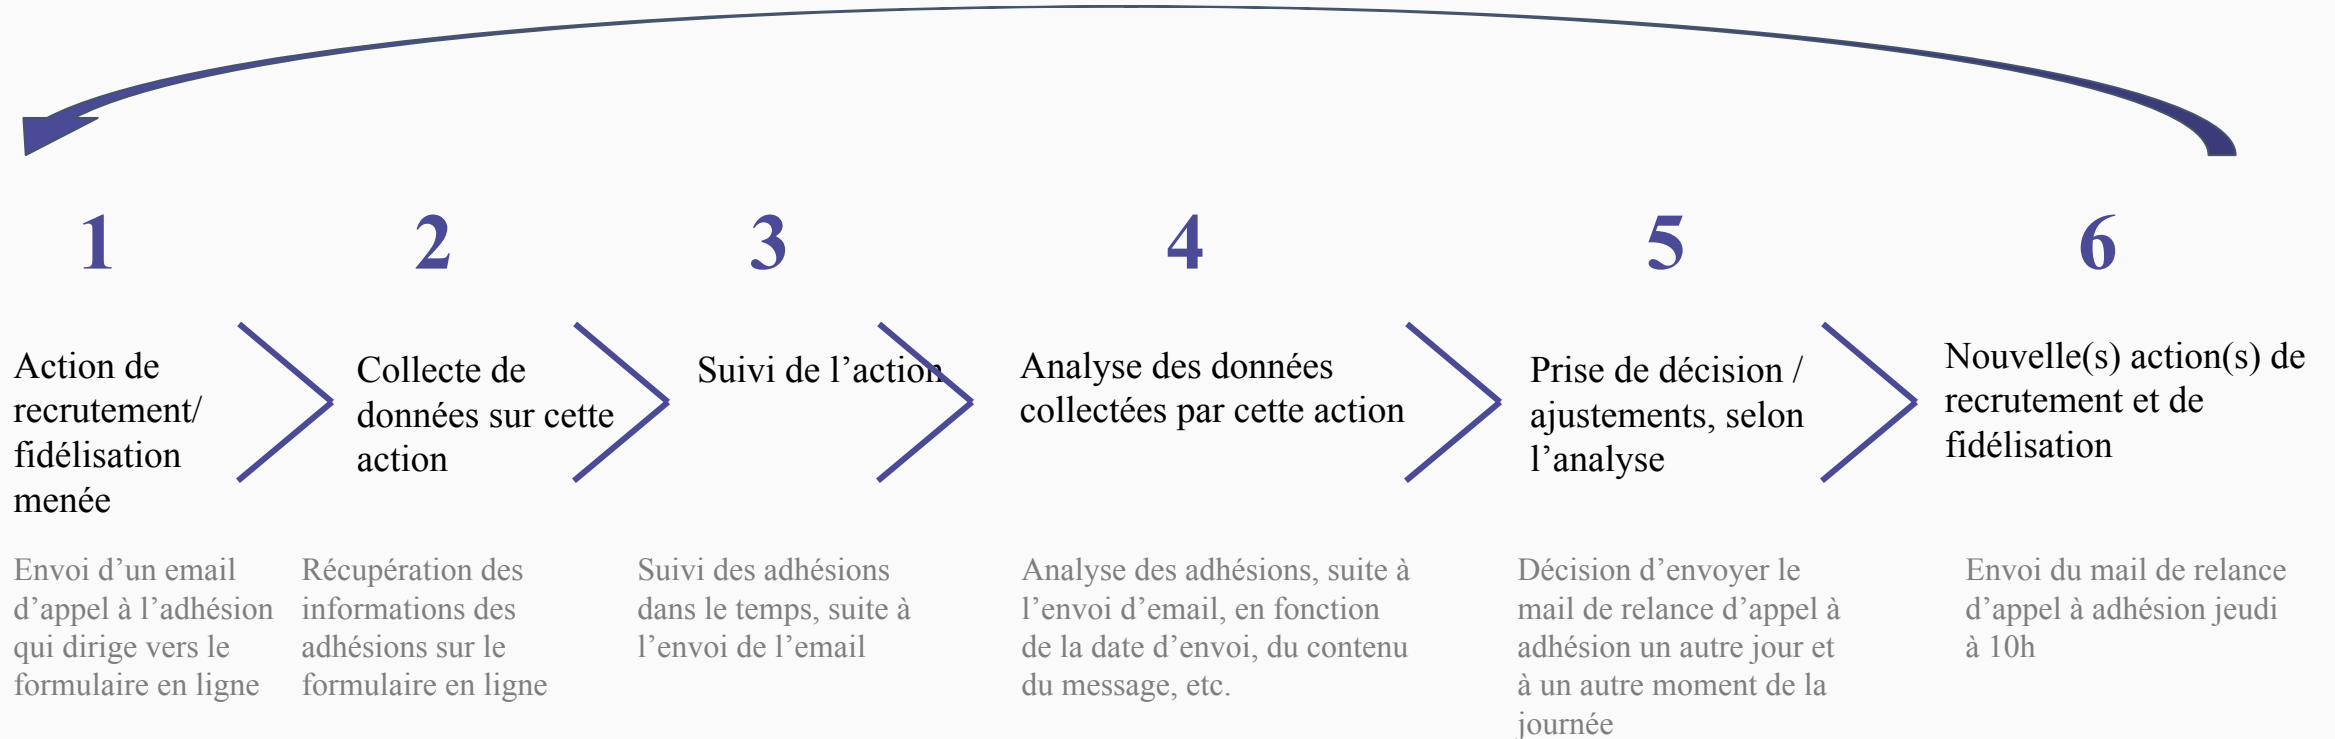 1
2
3
4
5
6
Action de
recrutement/
fidélisation
menée
Collecte de
données sur cette
action
Suivi de l’action
Analyse des données
collectées par cette action
Prise de décision /
ajustements, selon
l’analyse
Nouvelle(s) action(s) de
recrutement et de
fidélisation
Envoi d’un email
d’appel à l’adhésion
qui dirige vers le
formulaire en ligne
Récupération des
informations des
adhésions sur le
formulaire en ligne
Suivi des adhésions
dans le temps, suite à
l’envoi de l’email
Analyse des adhésions, suite à
l’envoi d’email, en fonction
de la date d’envoi, du contenu
du message, etc.
Décision d’envoyer le
mail de relance d’appel à
adhésion un autre jour et
à un autre moment de la
journée
Envoi du mail de relance
d’appel à adhésion jeudi
à 10h